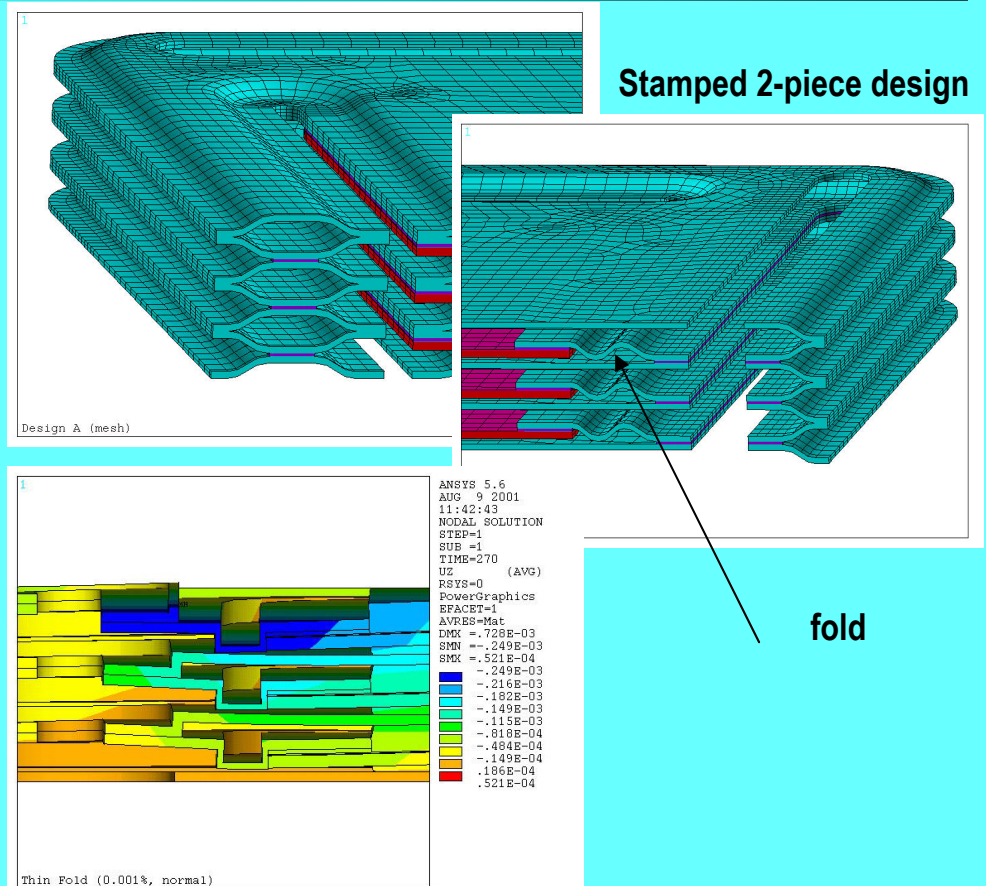 1
Stamped 2-piece design
1
Design A (mesh)
fold
1
ANSYS 5.6
AUG 9 2001
11:42:43
NODAL SOLUTION
STEP=1
SUB =1
TIME=270
UZ (AVG)
RSYS=0
PowerGraphics
EFACET=1
AVRES=Mat
DMX =.728E-03
SMN =-.249E-03
SMX =.521E-04
-.249E-03
-.216E-03
-.182E-03
-.149E-03
-.115E-03
-.818E-04
-.484E-04
-.149E-04
.186E-04
.521E-04
Thin Fold (0.001%, normal)